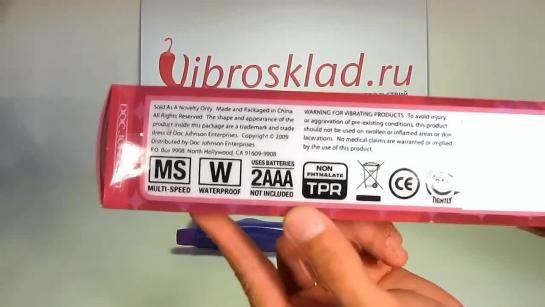 Vibrosklad.ru
Sold As A Novelty Only. Made and Packaged in China
All Rights Reserved. The shape and appearance of the
product inside this package are a trademark and trade
dress of Doc Johnson Enterprises. Copyright © 2009
Distributed by Doc Johnson Enterprises
P.O. Box 9908. North Hollywood, CA 91609-9908
WARNING FOR VIBRATING PRODUCTS To avoid injury
or aggravation of pre-existing conditions, this product
should not be used on swollen or inflamed areas or skin
lacerations. No medical claims are warranted or implied
by the use of this product.
MS
MULTI-SPEED
W
WATERPROOF
USES BATTERIES
2AAA
NOT INCLUDED
NON
PHTHALATE
TPR
CE